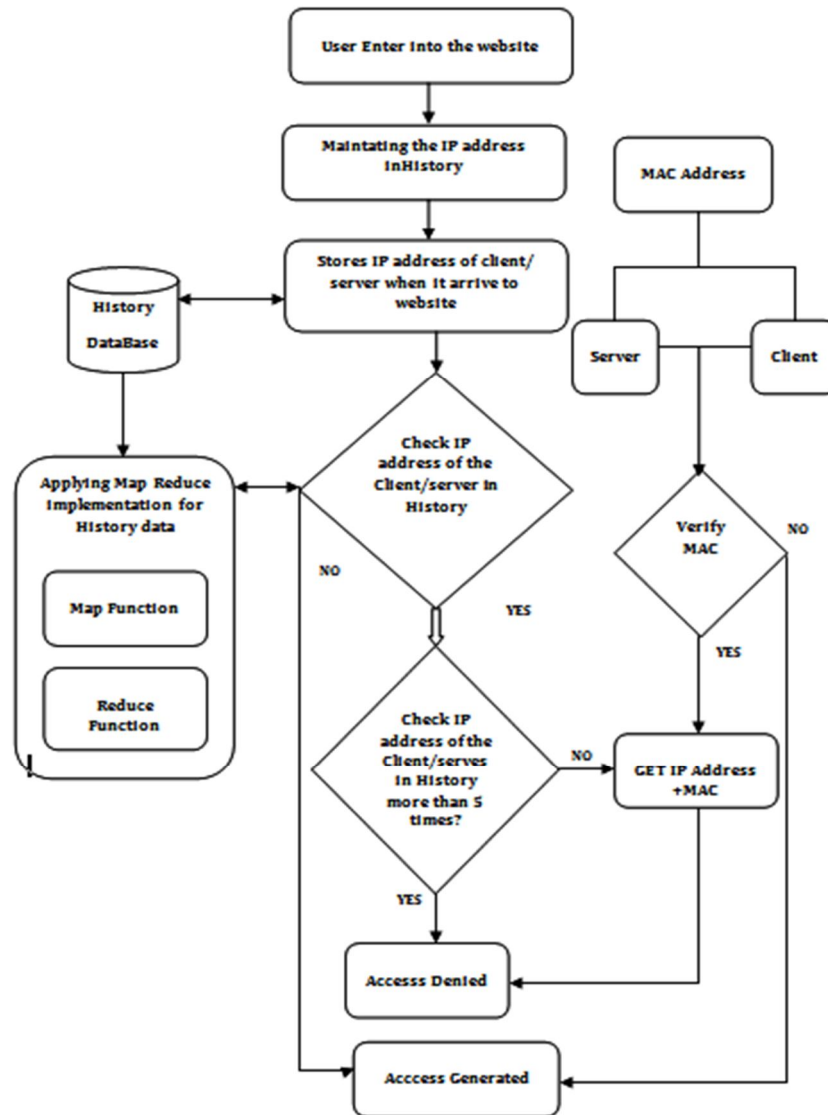 User Enter into the website
Maintating the IP address
inHistory
MAC Address
Stores IP address of client/
server when it arrive to
website
History
DataBase
Server
Client
Check IP
address of the
Client/server in
History
Applying Map Reduce
Implementation for
History data
Verify
MAC
NO
NO
Map Function
YES
YES
Reduce
Function
Check IP
address of the
Client/serves
in History
more than 5
times?
NO
GET IP Address
+MAC
YES
Accesss Denied
Acccess Generated